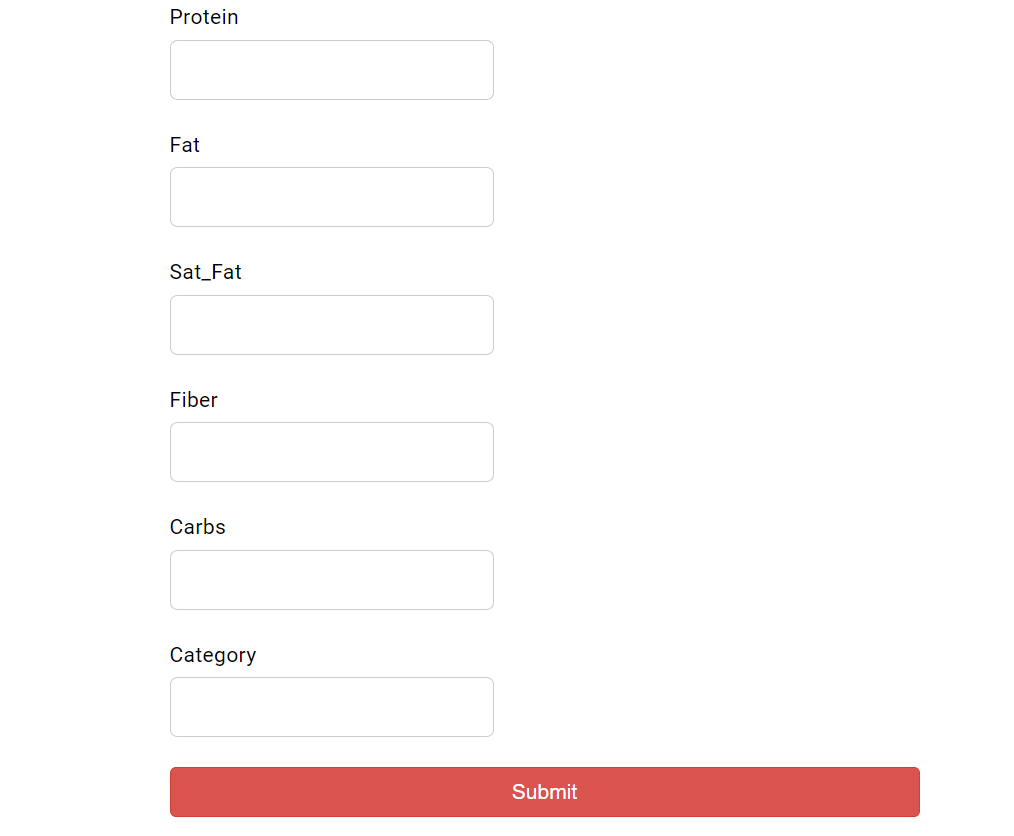 Protein
Fat
Sat_Fat
Fiber
Carbs
Category
Submit